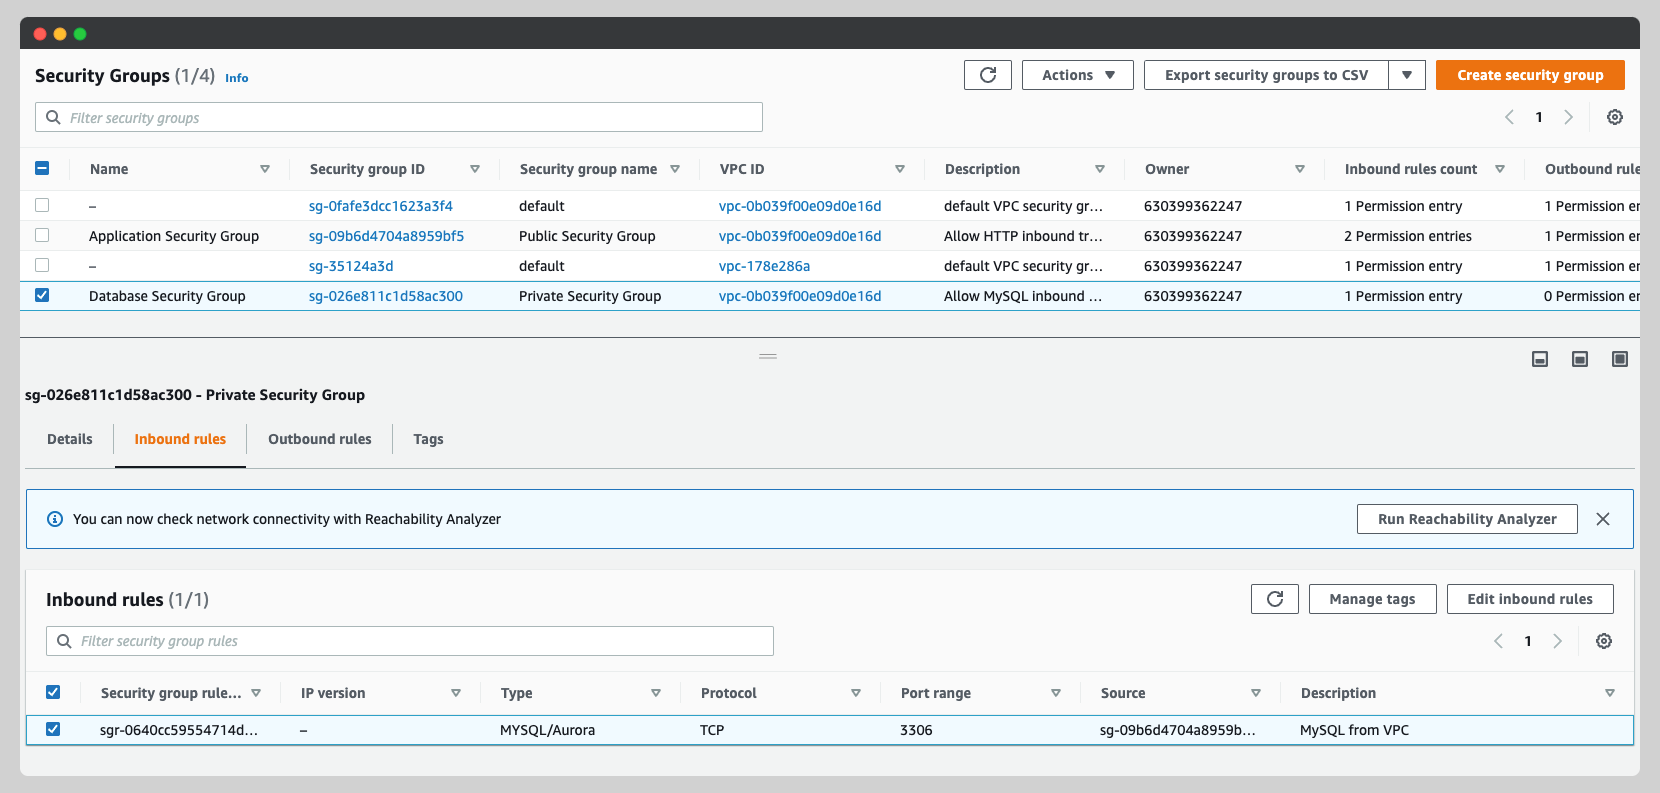 Security Groups (1/4) Info
Actions
Export security groups to CSV
Create security group
Filter security groups
1
Name Security group ID Security group name VPC ID Description Owner Inbound rules count Outbound rule
– sg-0fafe3dcc1623a3f4 default vpc-0b039f00e09d0e16d default VPC security gr... 630399362247 1 Permission entry 1 Permission er
Application Security Group sg-09b6d4704a8959bf5 Public Security Group vpc-0b039f00e09d0e16d Allow HTTP inbound tr... 630399362247 2 Permission entries 1 Permission er
– sg-35124a3d default vpc-178e286a default VPC security gr... 630399362247 1 Permission entry 1 Permission er
Database Security Group sg-026e811c1d58ac300 Private Security Group vpc-0b039f00e09d0e16d Allow MySQL inbound ... 630399362247 1 Permission entry 0 Permission er
sg-026e811c1d58ac300 - Private Security Group
Details Inbound rules Outbound rules Tags
You can now check network connectivity with Reachability Analyzer
Run Reachability Analyzer
Inbound rules (1/1)
Manage tags
Edit inbound rules
Filter security group rules
1
Security group rule... IP version Type Protocol Port range Source Description
sgr-0640cc59554714d... – MYSQL/Aurora TCP 3306 sg-09b6d4704a8959b... MySQL from VPC